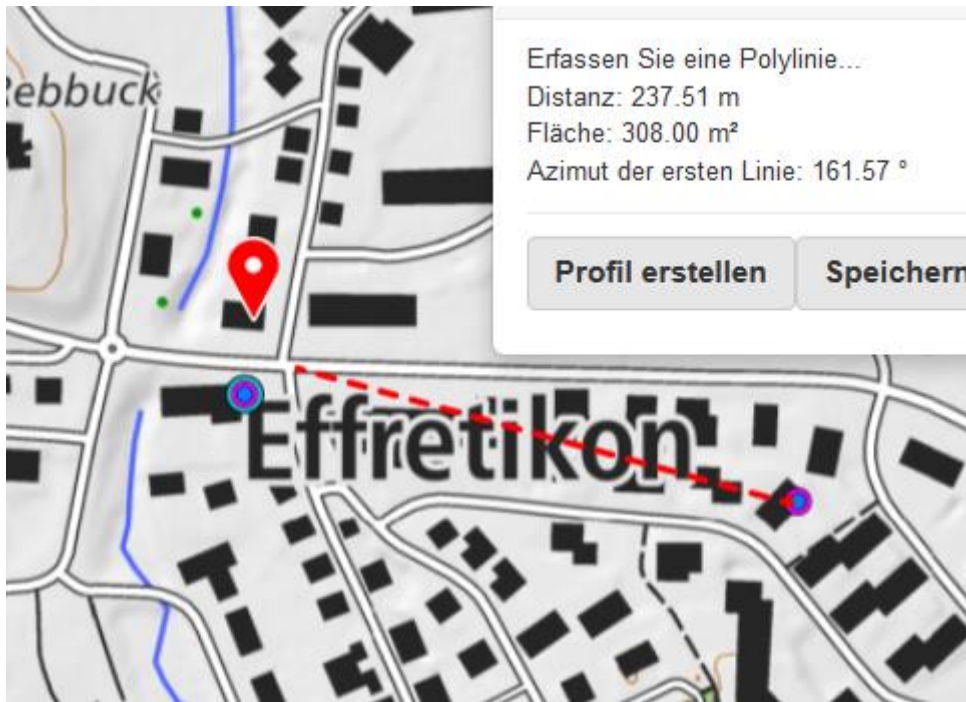 Erfassen Sie eine Polylinie...
Distanz: 237.51 m
Fläche: 308.00 m²
Azimut der ersten Linie: 161.57 °
Rebbuck
Profil erstellen
Speichern
Effretikon